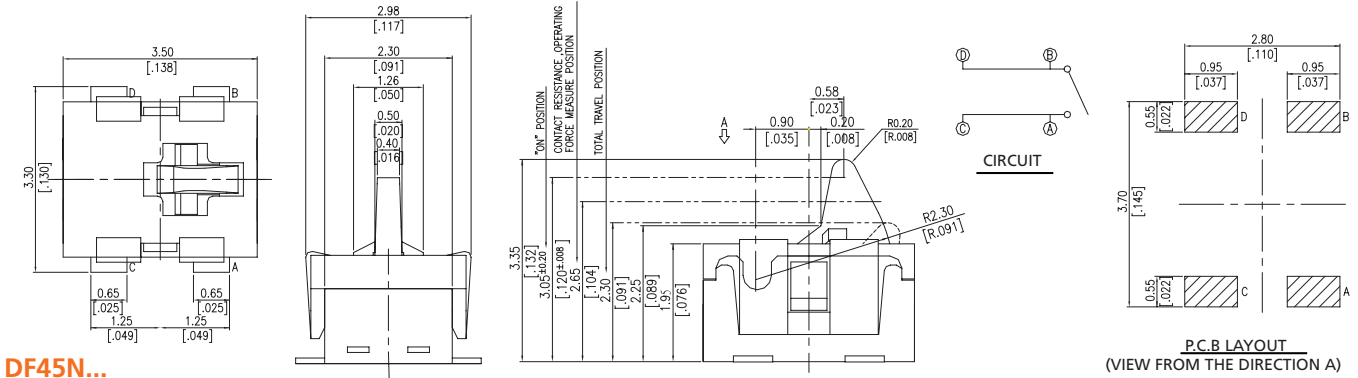 3.50
[.138]
D
B
3.30
[.130]
C
A
0.65
[.025]
0.65
[.025]
1.25
[.049]
1.25
[.049]
DF45N...
2.98
[.117]
2.30
[.091]
1.26
[.050]
0.50
[.020]
0.40
[.016]
"ON" POSITION
CONTACT RESISTANCE ,OPERATING
FORCE MEASURE POSITION
TOTAL TRAVEL POSITION
A
0.58
[.023]
0.90
[.035]
0.20
[.008]
R0.20
[R.008]
R2.30
[R.091]
3.35
[.132]
3.05±0.20
[.120±.008]
2.65
[.104]
2.30
[.091]
2.25
[.089]
1.95
[.076]
D
B
C
A
CIRCUIT
2.80
[.110]
0.95
[.037]
0.95
[.037]
0.55
[.022]
D
B
3.70
[.145]
0.55
[.022]
C
A
P.C.B LAYOUT
(VIEW FROM THE DIRECTION A)